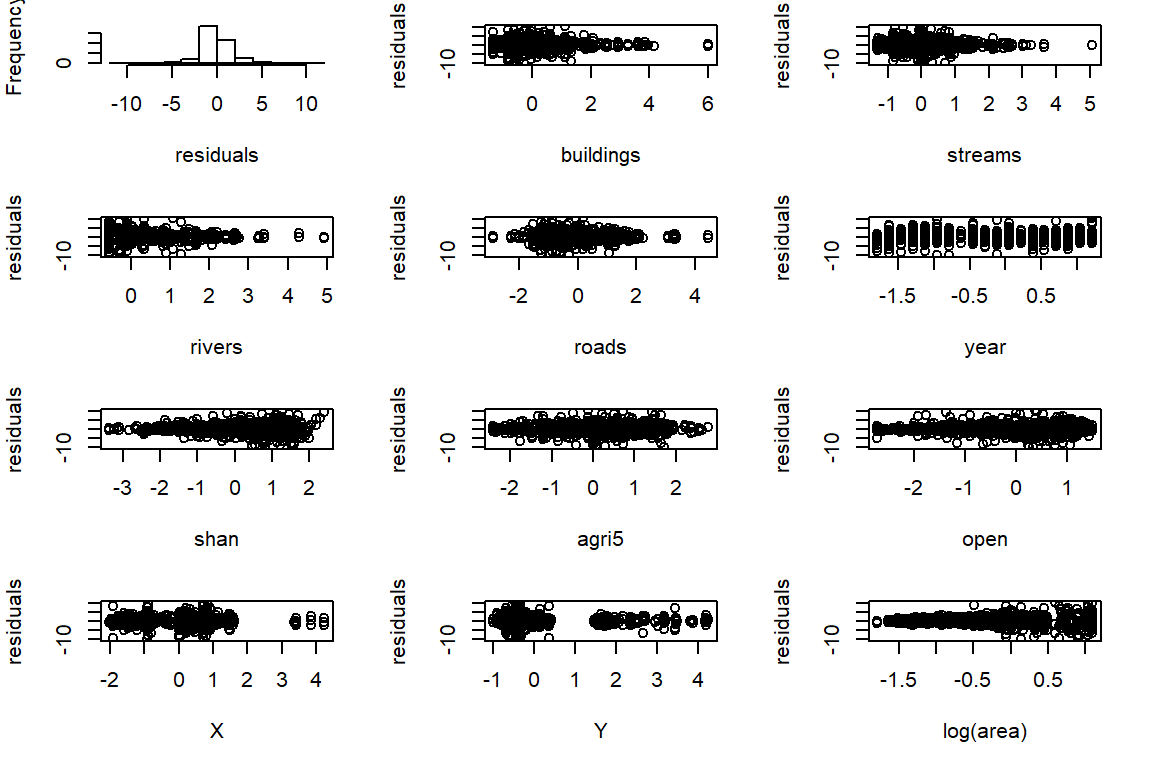 Frequency
0
-10 -5 0 5 10
residuals
residuals
-10
0 2 4 6
buildings
residuals
-10
-1 0 1 2 3 4 5
streams
residuals
-10
0 1 2 3 4 5
rivers
residuals
-10
-2 0 2 4
roads
residuals
-10
-1.5 -0.5 0.5
year
residuals
-10
-3 -2 -1 0 1 2
shan
residuals
-10
-2 -1 0 1 2
agri5
residuals
-10
-2 -1 0 1
open
residuals
-10
-2 0 1 2 3 4
X
residuals
-10
-1 0 1 2 3 4
Y
residuals
-10
-1.5 -0.5 0.5
log(area)